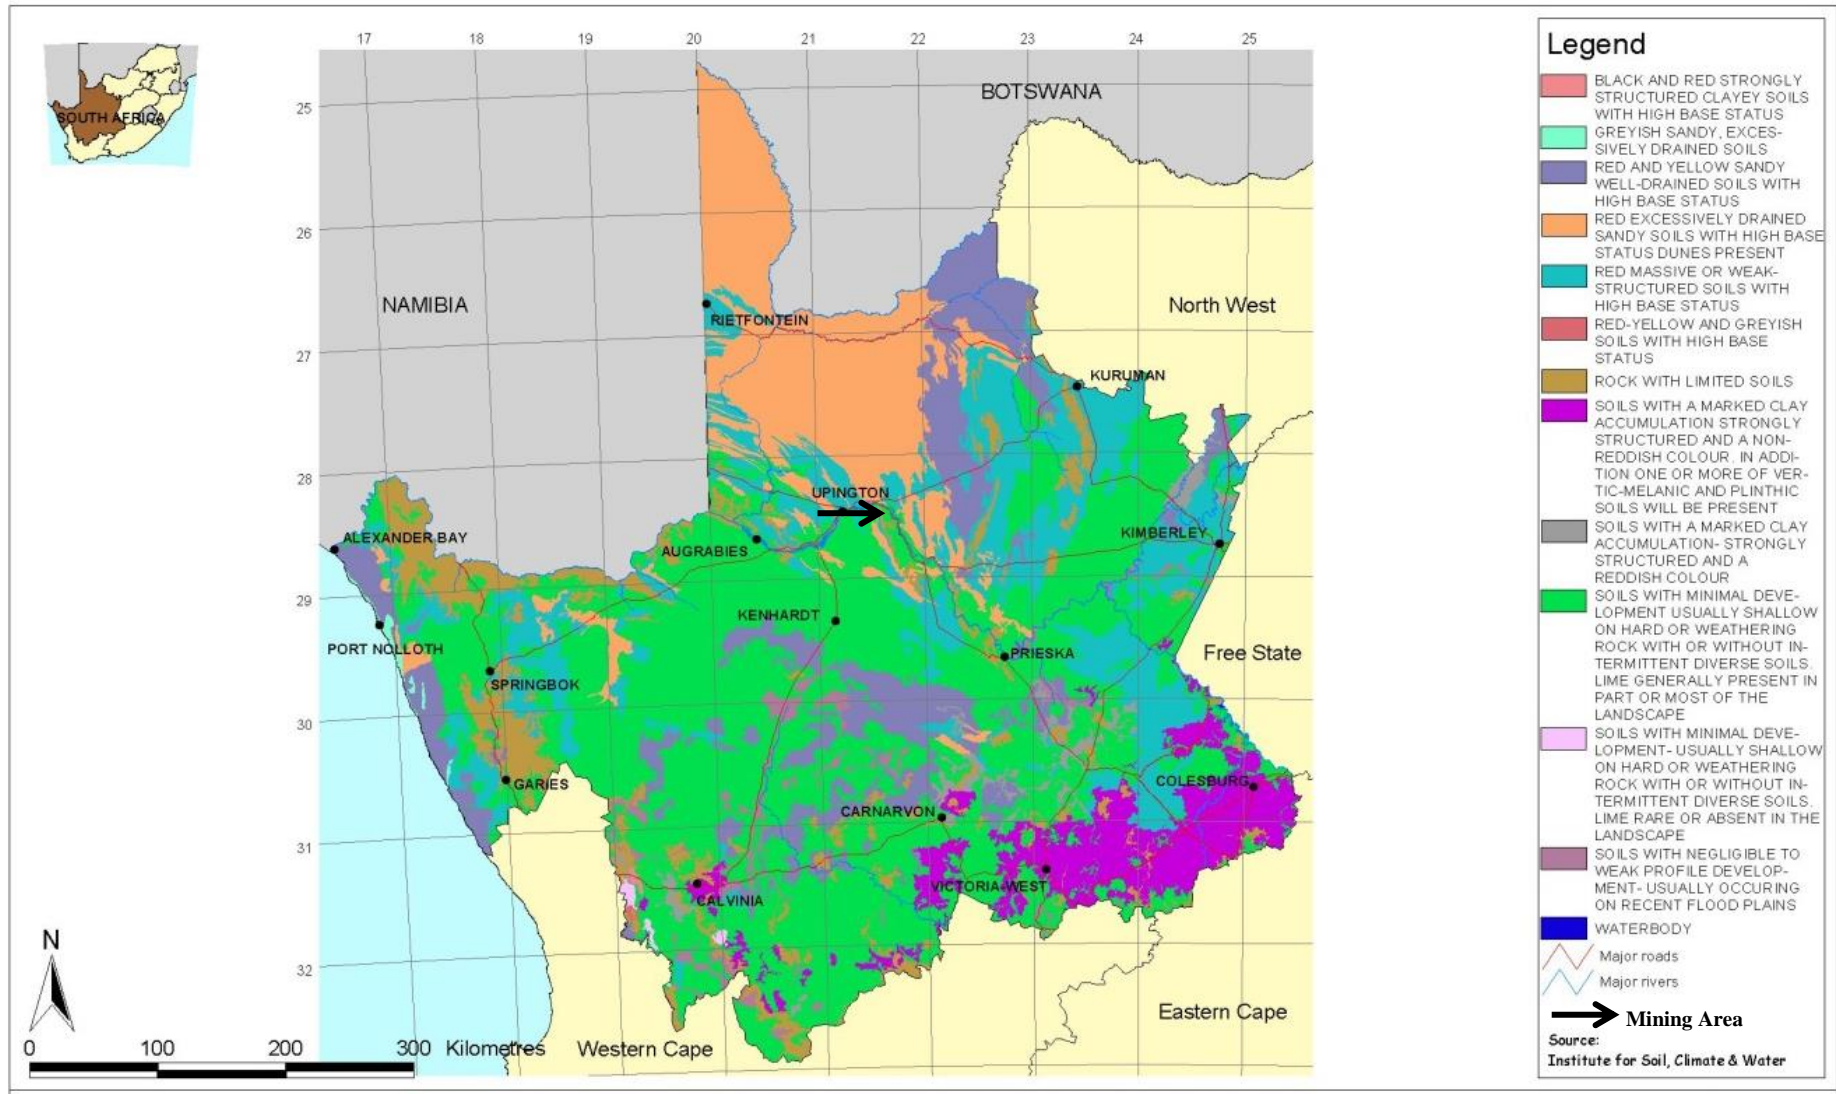 17 18 19 20 21 22 23 24 25
25
26
27
28
29
30
31
32
SOUTH AFRICA
BOTSWANA
NAMIBIA
North West
RIETFONTEIN
KURUMAN
UPINGTON
ALEXANDER BAY
AUGRABIES
KIMBERLEY
KENHARDT
PORT NOLLOTH
PRIESKA
Free State
SPRINGBOK
GARIES
COLESBURG
CARNARVON
VICTORIA-WEST
CALVINIA
Eastern Cape
Western Cape
N
0 100 200 300 Kilometres
19 20 21 22 23 24 25
Legend
BLACK AND RED STRONGLY
STRUCTURED CLAYEY SOILS
WITH HIGH BASE STATUS
GREYISH SANDY, EXCES-
SIVELY DRAINED SOILS
RED AND YELLOW SANDY
WELL-DRAINED SOILS WITH
HIGH BASE STATUS
RED EXCESSIVELY DRAINED
SANDY SOILS WITH HIGH BASE
STATUS DUNES PRESENT
RED MASSIVE OR WEAK-
STRUCTURED SOILS WITH
HIGH BASE STATUS
RED-YELLOW AND GREYISH
SOILS WITH HIGH BASE
STATUS
ROCK WITH LIMITED SOILS
SOILS WITH A MARKED CLAY
ACCUMULATION STRONGLY
STRUCTURED AND A NON-
REDDISH COLOUR. IN ADDI-
TION ONE OR MORE OF VER-
TIC-MELANIC AND PLINTHIC
SOILS WILL BE PRESENT
SOILS WITH A MARKED CLAY
ACCUMULATION- STRONGLY
STRUCTURED AND A
REDDISH COLOUR
SOILS WITH MINIMAL DEVE-
LOPMENT USUALLY SHALLOW
ON HARD OR WEATHERING
ROCK WITH OR WITHOUT IN-
TERMITTENT DIVERSE SOILS.
LIME GENERALLY PRESENT IN
PART OR MOST OF THE
LANDSCAPE
SOILS WITH MINIMAL DEVE-
LOPMENT- USUALLY SHALLOW
ON HARD OR WEATHERING
ROCK WITH OR WITHOUT IN-
TERMITTENT DIVERSE SOILS.
LIME RARE OR ABSENT IN THE
LANDSCAPE
SOILS WITH NEGLIGIBLE TO
WEAK PROFILE DEVELOP-
MENT- USUALLY OCCURING
ON RECENT FLOOD PLAINS
WATERBODY
Major roads
Major rivers
Mining Area
Source:
Institute for Soil, Climate & Water